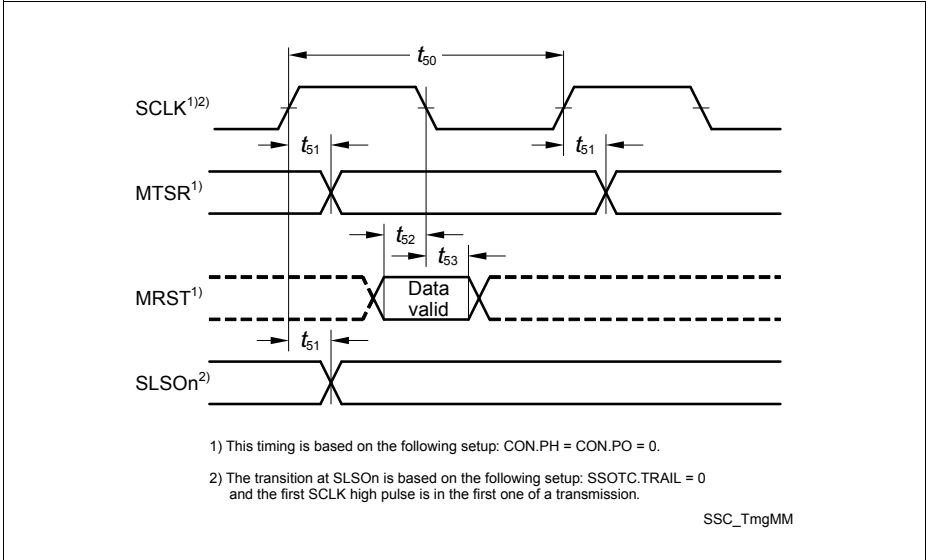 t50
SCLK1)2)
t51 t51
MTSR1)
t52
t53
MRST1) Data valid
t51
SLSOn2)
1) This timing is based on the following setup: CON.PH = CON.PO = 0.
2) The transition at SLSOn is based on the following setup: SSOTC.TRAIL = 0
and the first SCLK high pulse is in the first one of a transmission.
SSC_TmgMM